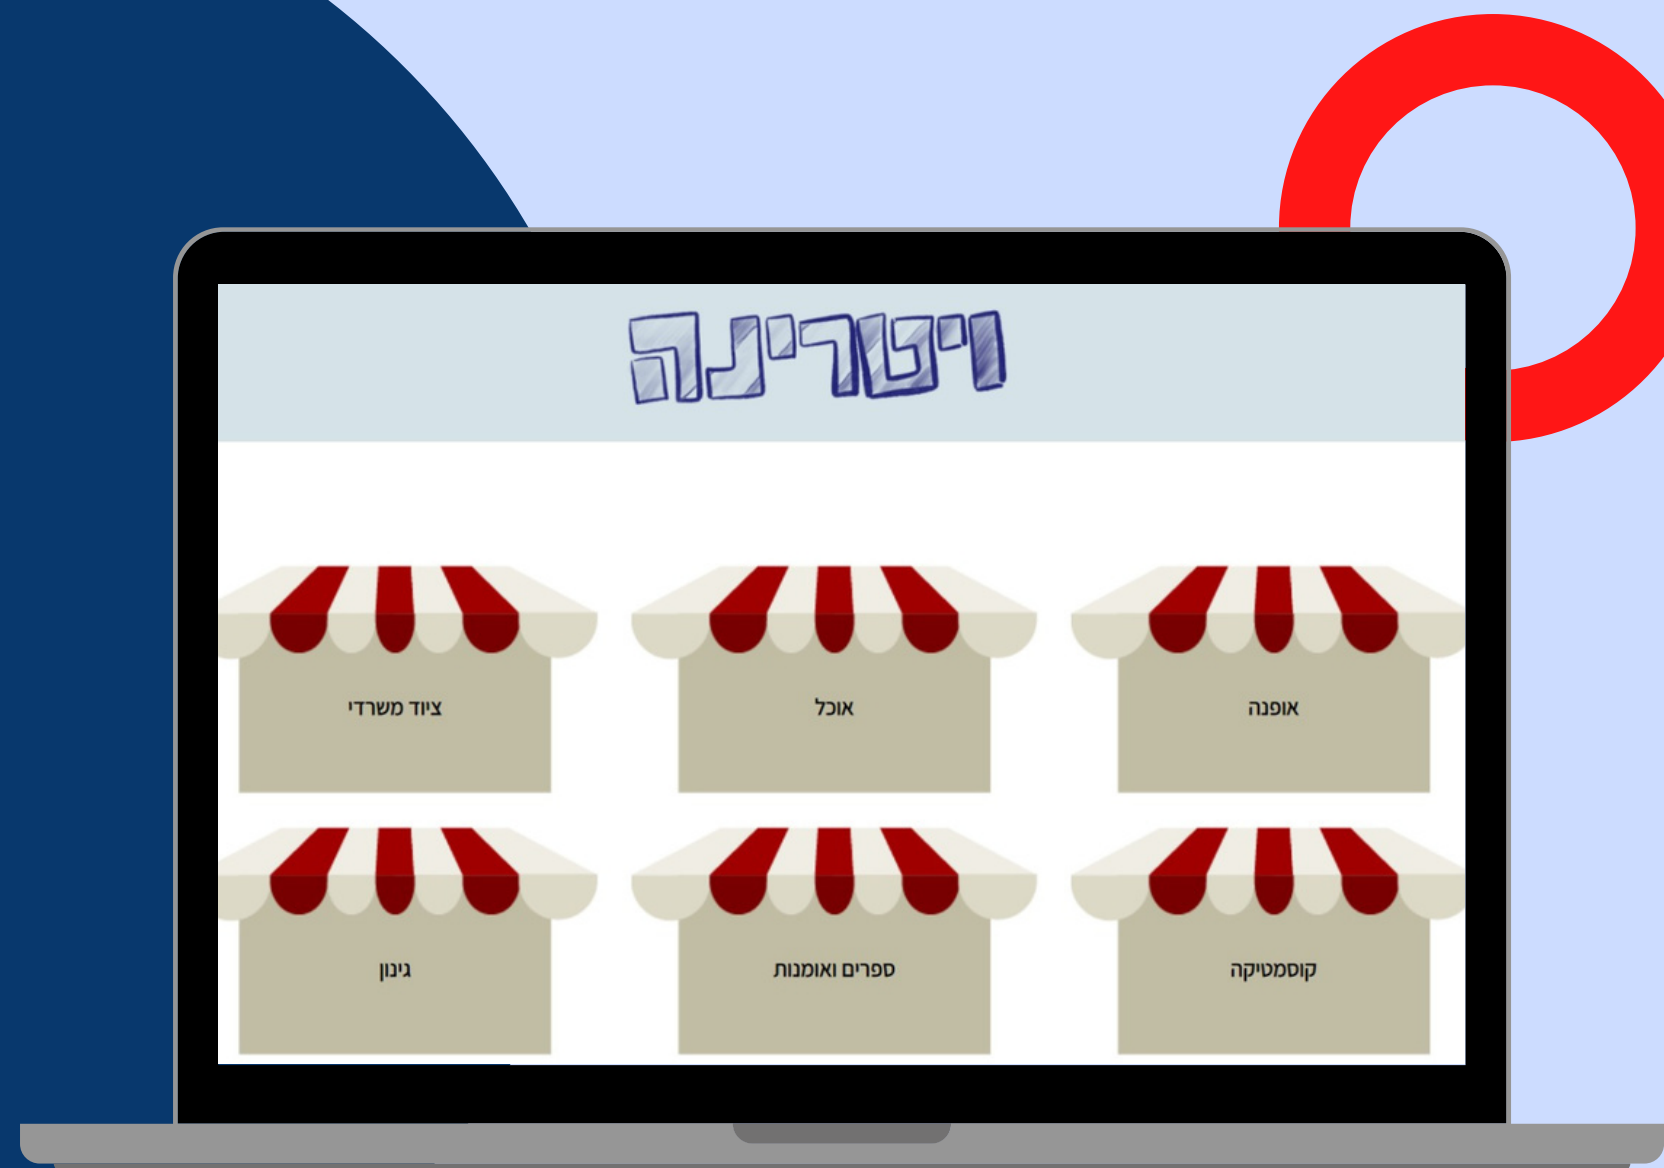 ויטרינה
אופנה
אוכל
ציוד משרדי
קוסמטיקה
ספרים ואומנות
גינון